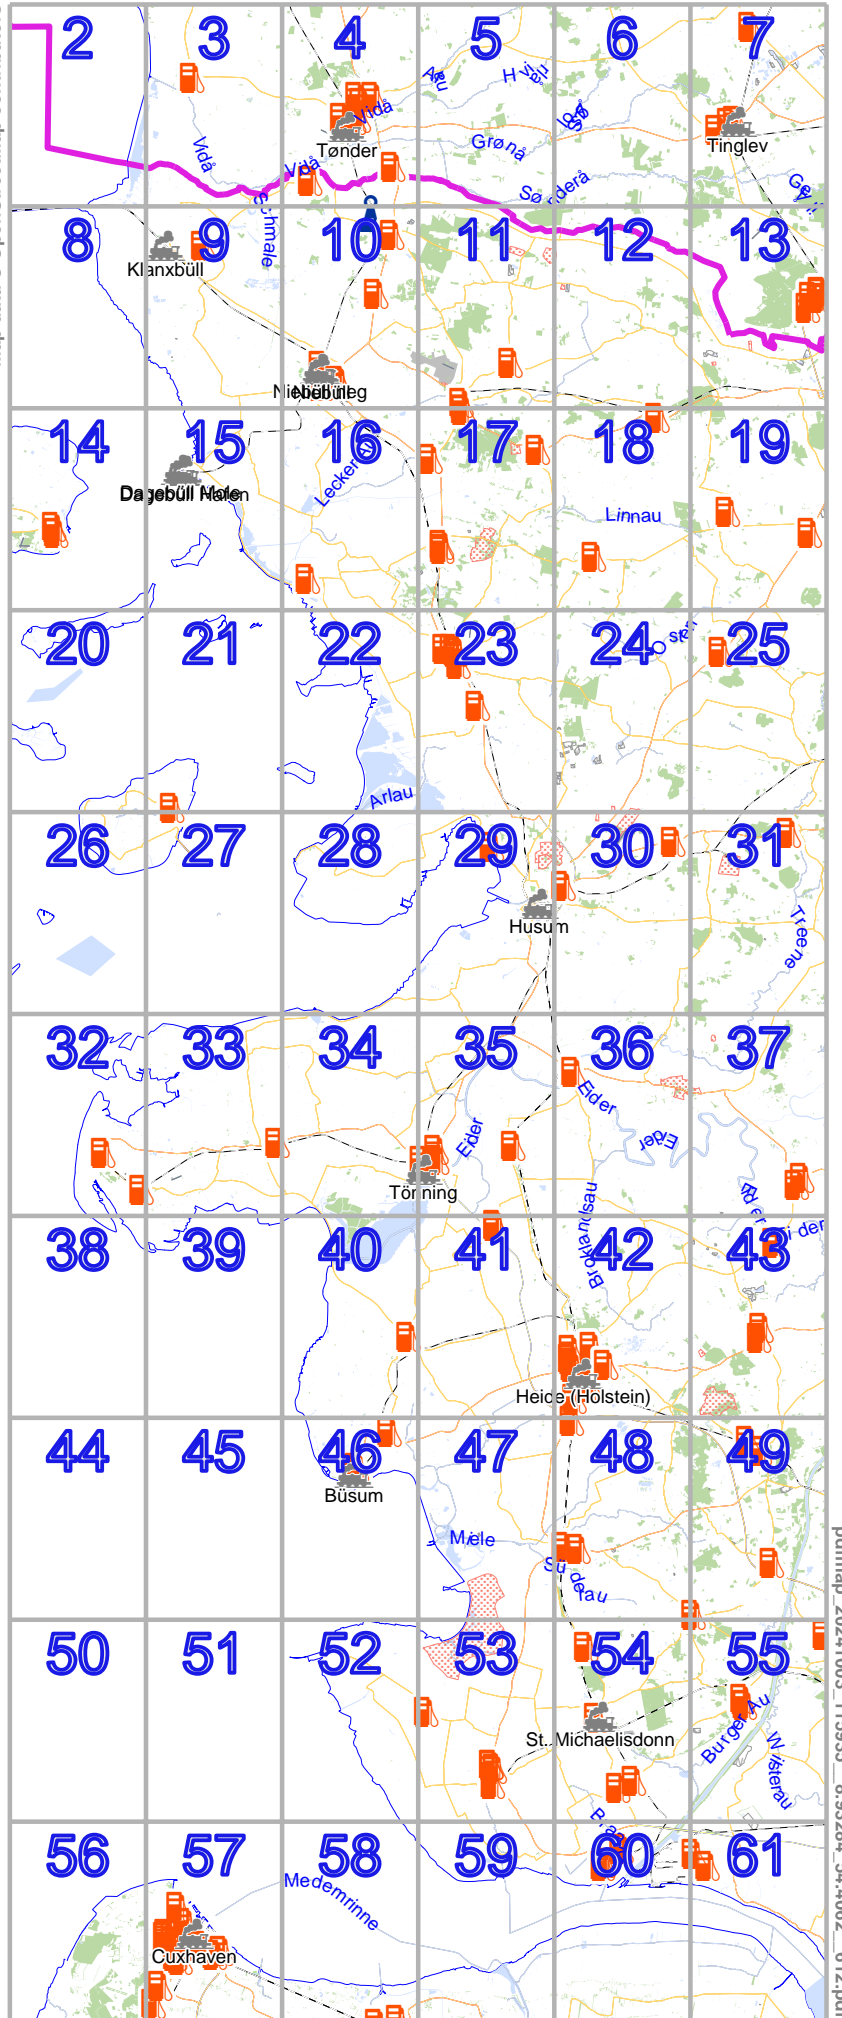 2 3 4 5 6 7
Vidå
Tønder
Vidå
Vidå
Grønå
Sønderå
Tinglev
8 9 10 11 12 13
Klanxbüll
Schmale
14 15 16 17 18 19
Linnau
20 21 22 23 24 25
Arlau
26 27 28 29 30 31
Husum
Treene
32 33 34 35 36 37
Eider
Eider
Eider
Tönning
Broklandsau
38 39 40 41 42 43
Heide (Holstein)
44 45 46 47 48 49
Büsum
Miele
Süderau
50 51 52 53 54 55
St. Michaelisdonn
Burger Au
Wilsterau
56 57 58 59 60 61
Medemrinne
Cuxhaven